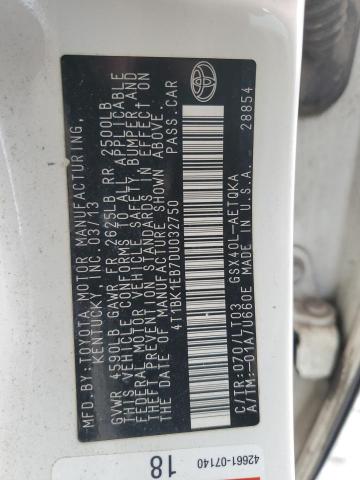 MFD.BY:TOYOTA MOTOR MANUFACTURING,
KENTUCKY, INC. 03/13
GVWR 4590LB GAWR FR 2625LB RR 2500LB
THIS VEHICLE CONFORMS TO ALL APPLICABLE
FEDERAL MOTOR VEHICLE SAFETY, BUMPER AND
THEFT PREVENTION STANDARDS IN EFFECT ON
THE DATE OF MANUFACTURE SHOWN ABOVE.
4T1BK1EB7DU032750 PASS.CAR
C/TR:070/LT03 GSX40L-AETQKA
A/TM:-01A/U660E MADE IN U.S.A. 28854
42661-07140
18